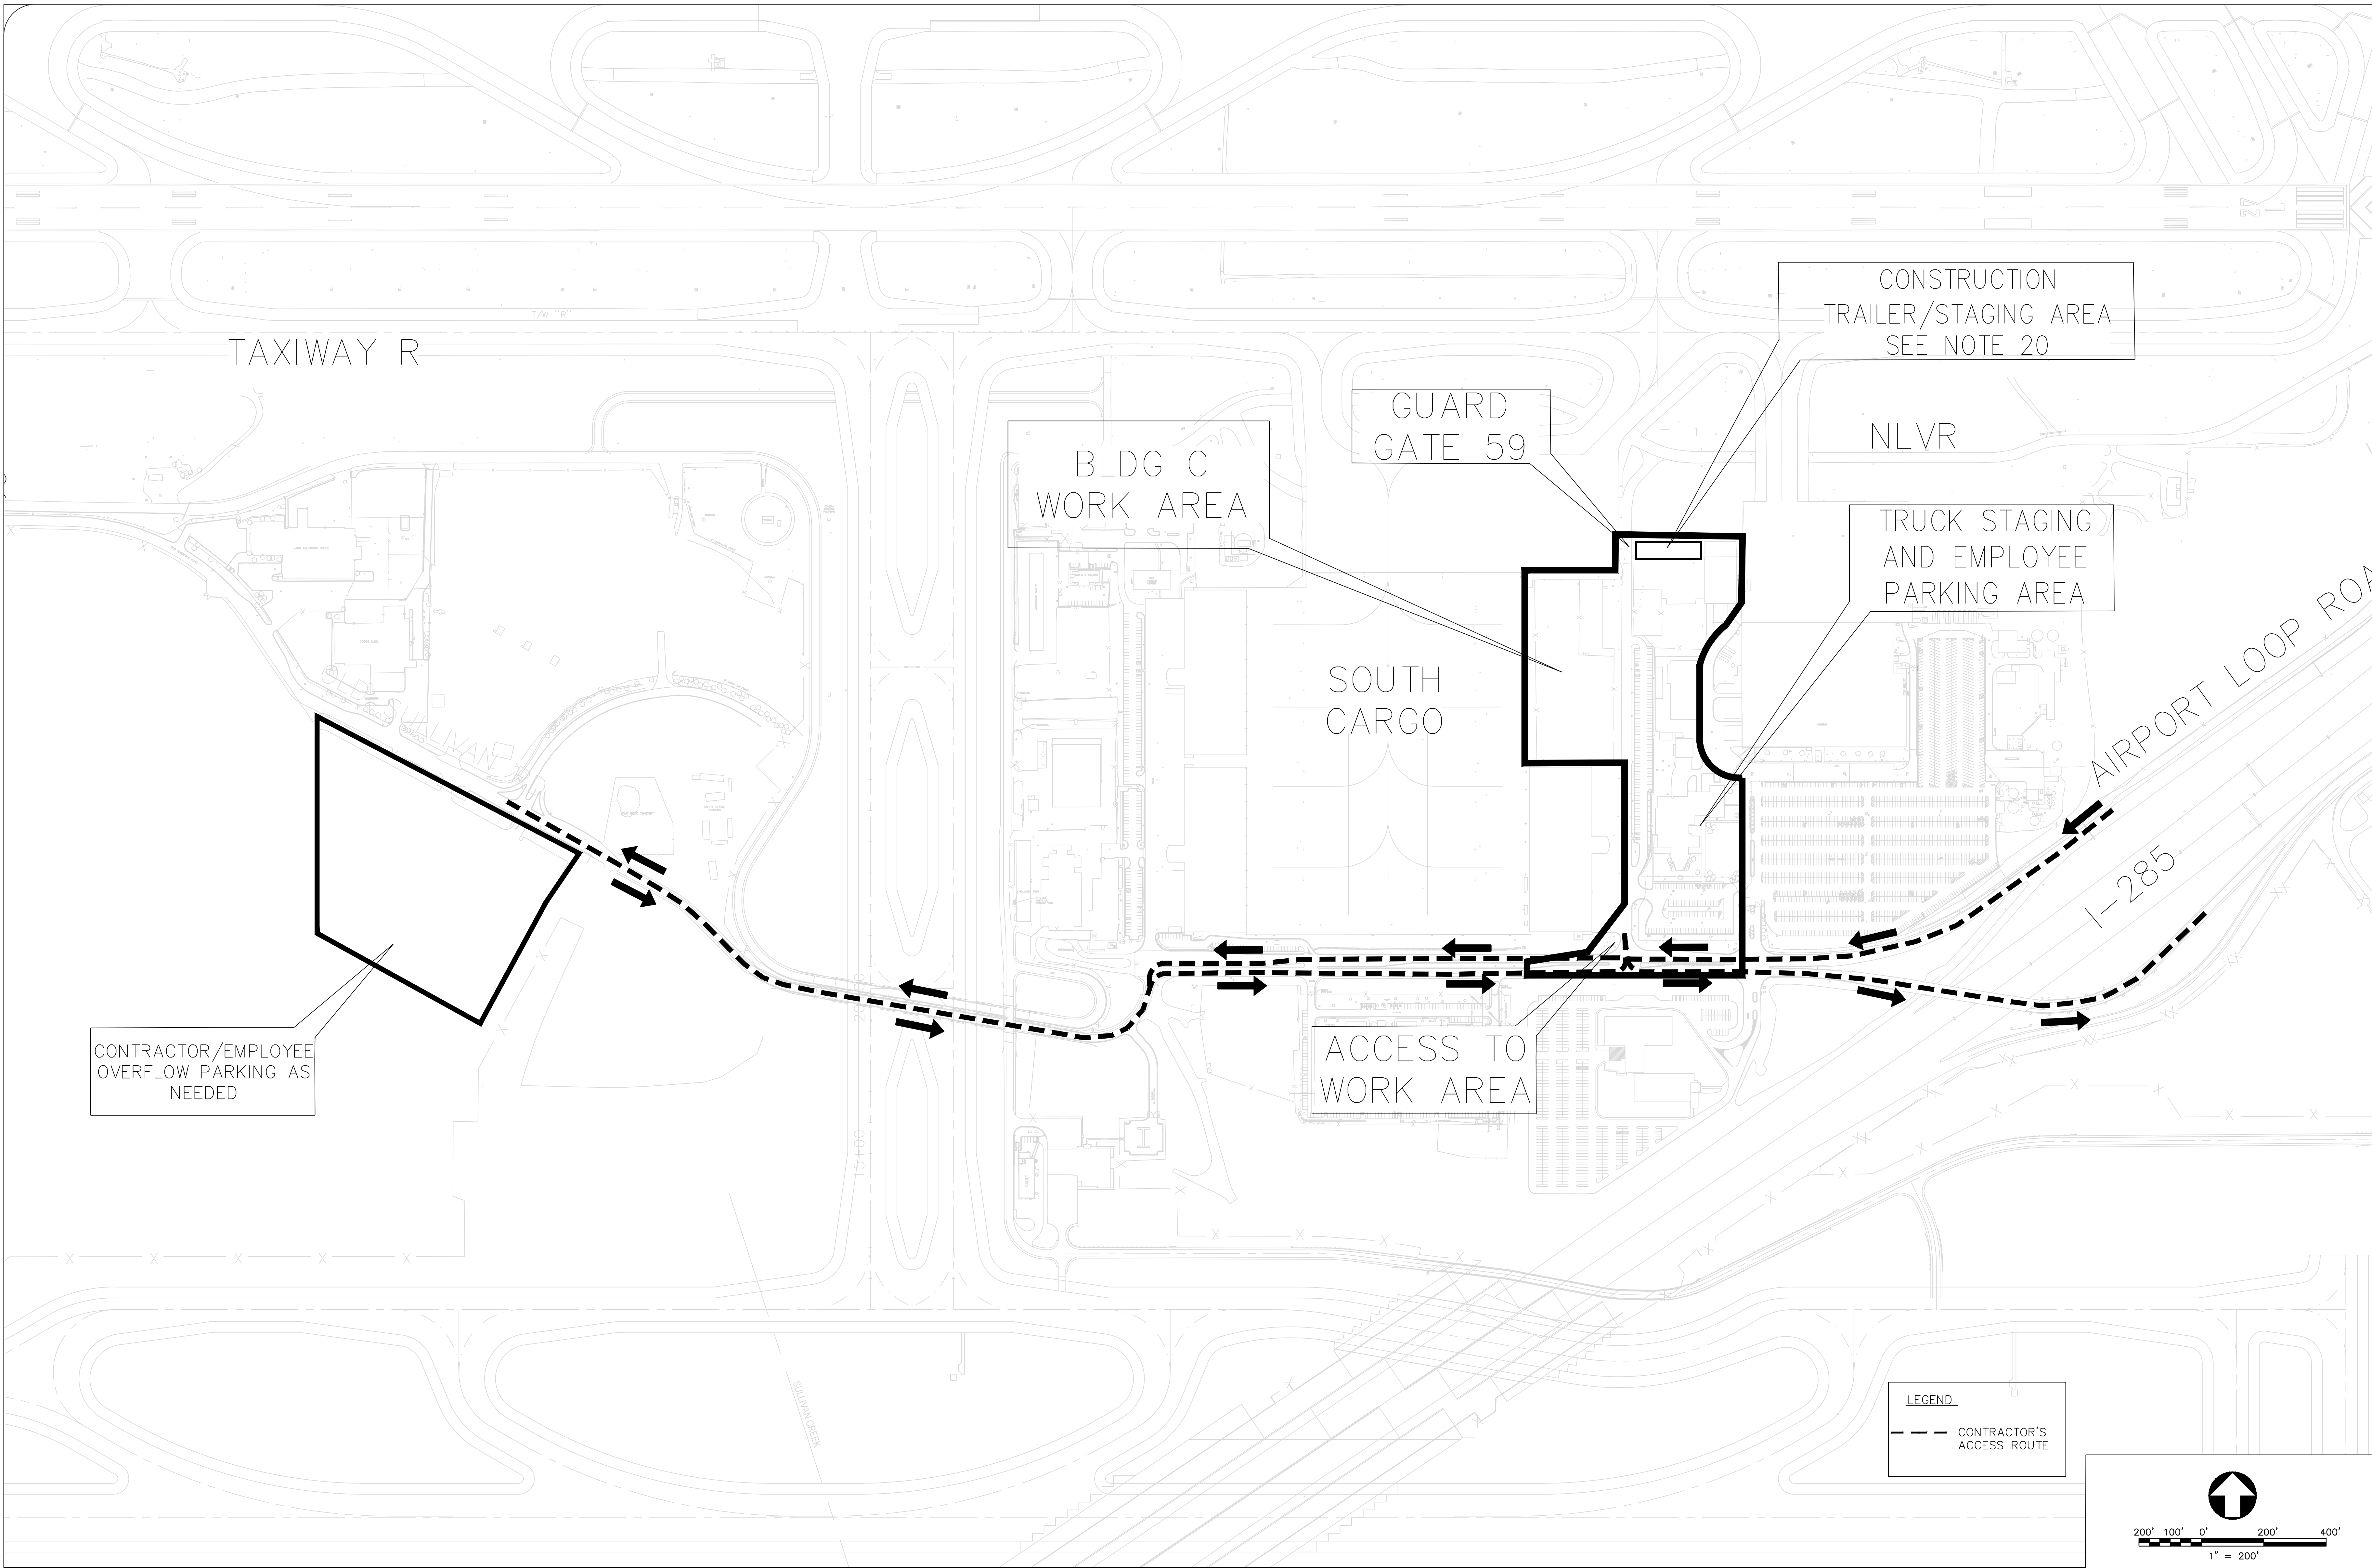 T/W "R"
TAXIWAY R
CONSTRUCTION
TRAILER/STAGING AREA
SEE NOTE 20
GUARD
GATE 59
NLVR
BLDG C
WORK AREA
TRUCK STAGING
AND EMPLOYEE
PARKING AREA
SOUTH
CARGO
AIRPORT LOOP
I-285
CONTRACTOR/EMPLOYEE
OVERFLOW PARKING AS
NEEDED
ACCESS TO
WORK AREA
SULLIVAN CREEK
LEGEND
CONTRACTOR'S
ACCESS ROUTE
200' 100' 0' 200' 400'
1" = 200'